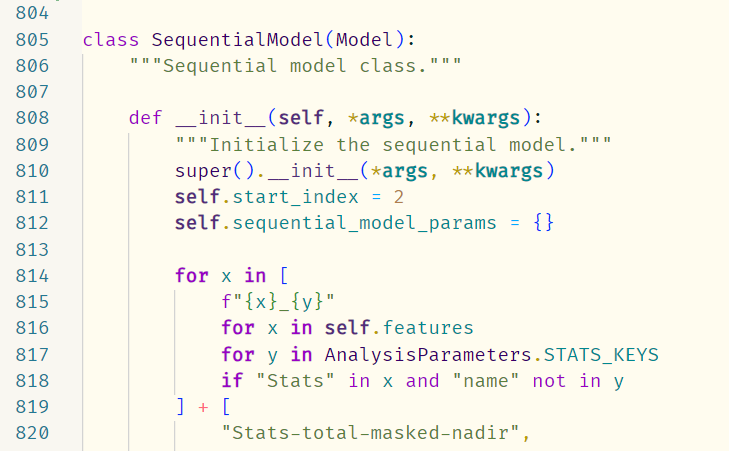 804
805 class SequentialModel(Model):
806     """Sequential model class."""
807
808     def __init__(self, *args, **kwargs):
809         """Initialize the sequential model."""
810         super().__init__(*args, **kwargs)
811         self.start_index = 2
812         self.sequential_model_params = {}
813
814         for x in [
815             f"{x}_{y}"
816             for x in self.features
817             for y in AnalysisParameters.STATS_KEYS
818             if "Stats" in x and "name" not in y
819         ] + [
820             "Stats-total-masked-nadir",